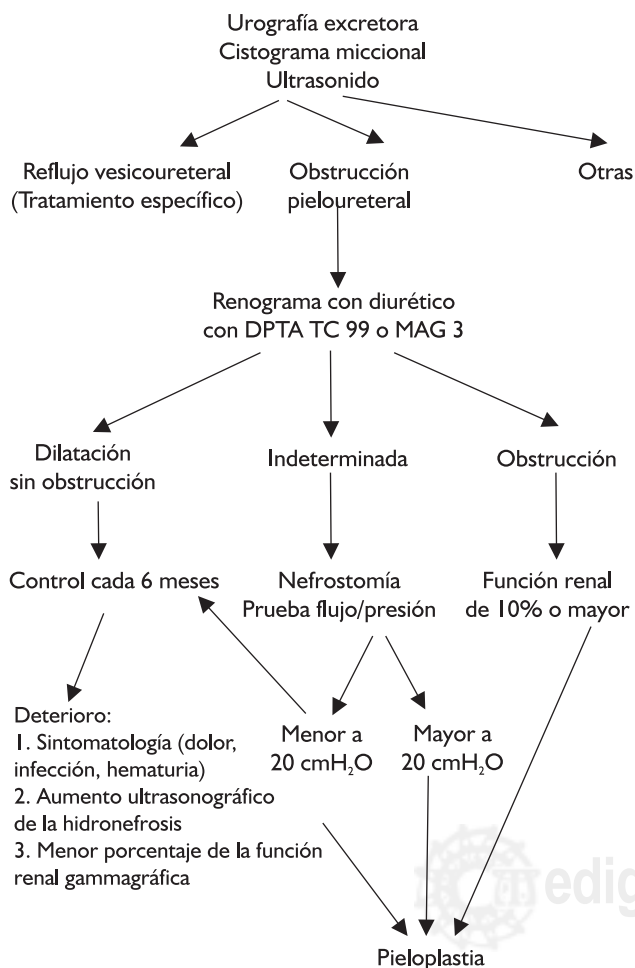 Urografía excretora
Cistograma miccional
Ultrasonido
Reflujo vesicoureteral
(Tratamiento específico)
Obstrucción
pieloureteral
Otras
Renograma con diurético
con DPTA TC 99 o MAG 3
Dilatación
sin obstrucción
Indeterminada
Obstrucción
Control cada 6 meses
Nefrostomía
Prueba flujo/presión)
Función renal
de 10% o mayor
Deterioro:
1. Sintomatología (dolor,
infección, hematuria)
2. Aumento ultrasonográfico
de la hidronefrosis
3. Menor porcentaje de la función
renal gammagráfica
Menor a
20 cmH₂O
Mayor a
20 cmH₂O
Pieloplastia